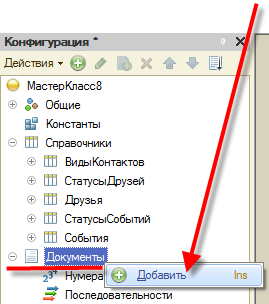 Конфигурация *
Действия
МастерКласс8
Общие
Константы
Справочники
ВидыКонтактов
СтатусыДрузей
Друзья
СтатусыСобытий
События
Документы
Добавить Ins
Нумера
Последовательности